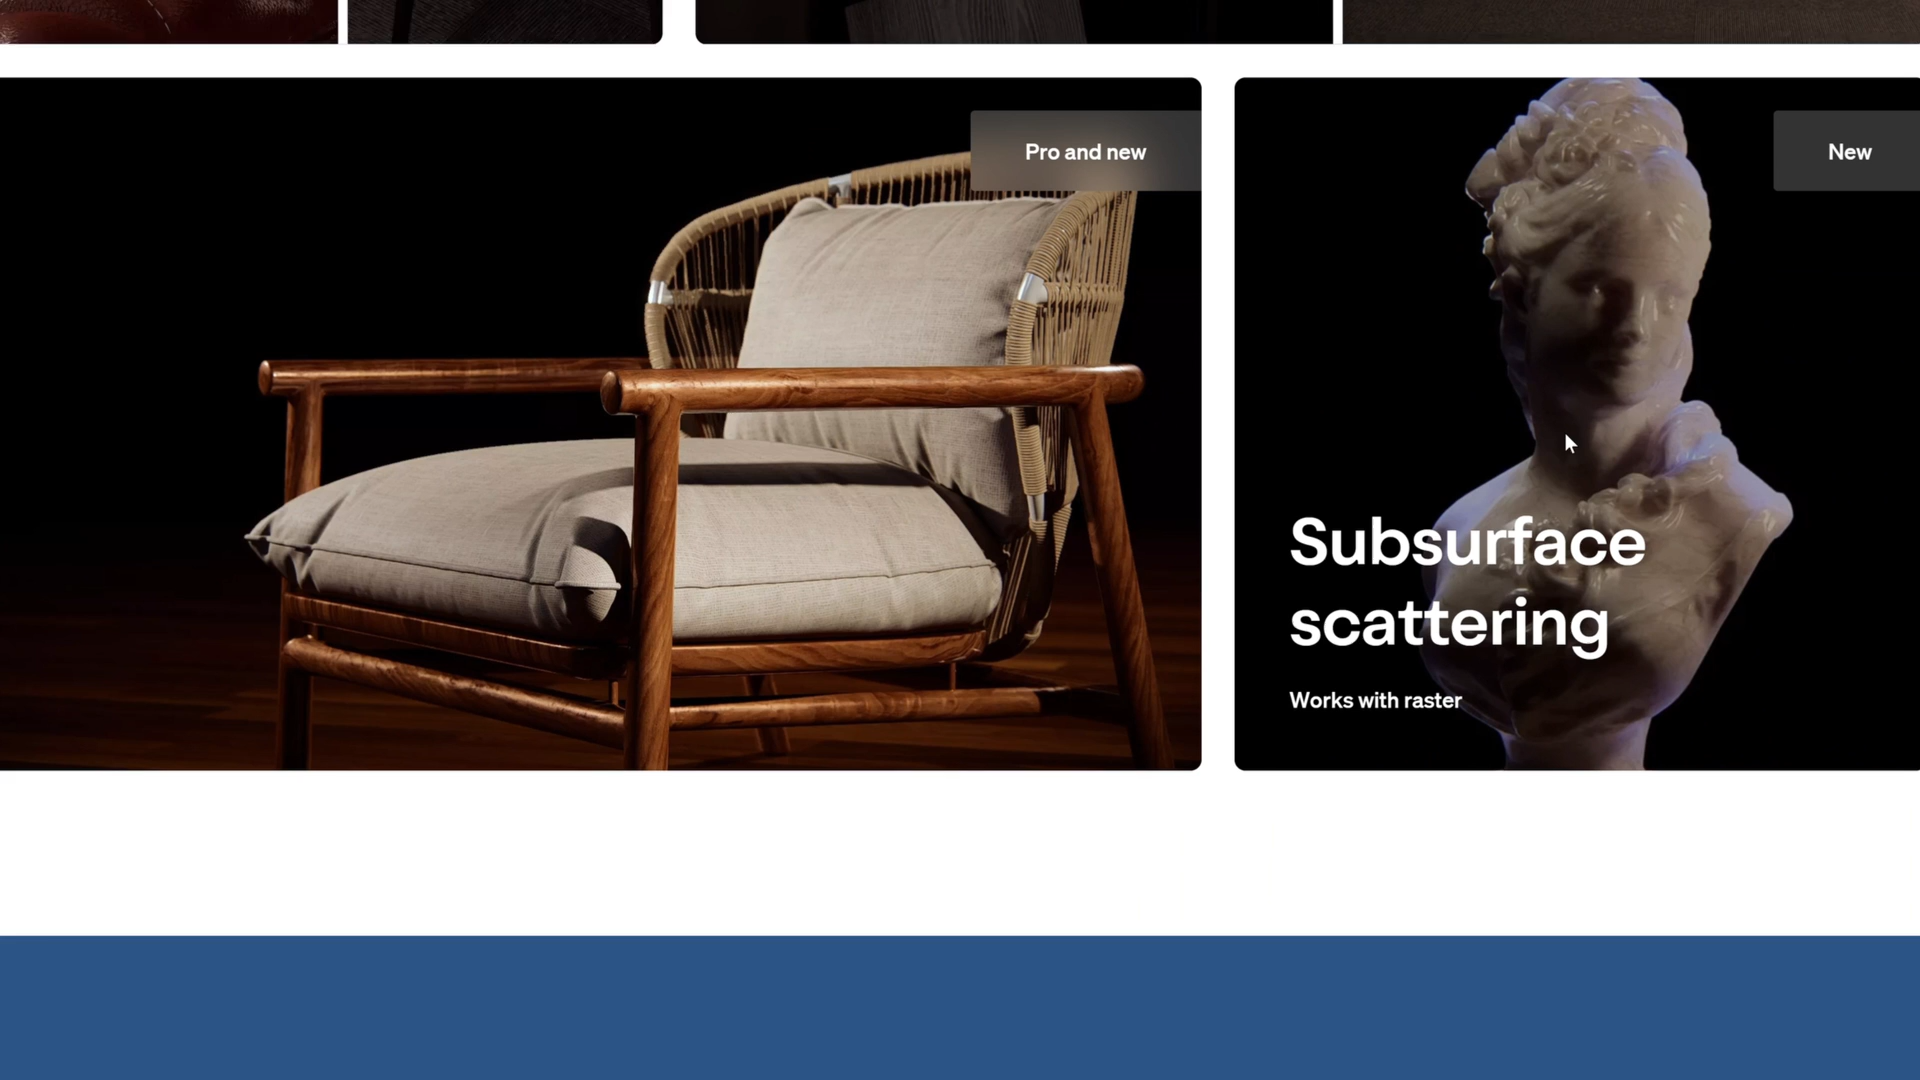 Pro and new
New
Subsurface
scattering
Works with raster